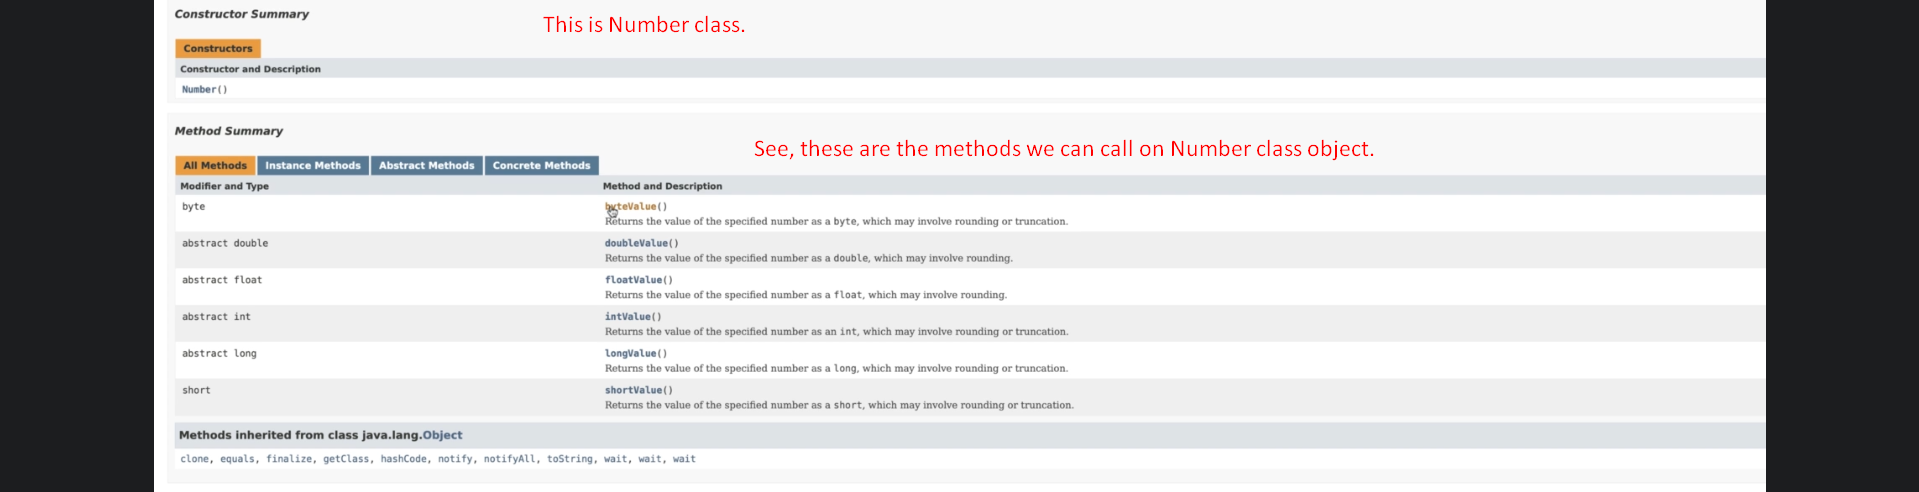 Constructor Summary
This is Number class.
Constructors
Constructor and Description
Number()
Method Summary
See, these are the methods we can call on Number class object.
All Methods Instance Methods Abstract Methods Concrete Methods
Modifier and Type Method and Description
byte byteValue()
Returns the value of the specified number as a byte, which may involve rounding or truncation.
abstract double doubleValue()
Returns the value of the specified number as a double, which may involve rounding.
abstract float floatValue()
Returns the value of the specified number as a float, which may involve rounding.
abstract int intValue()
Returns the value of the specified number as an int, which may involve rounding or truncation.
abstract long longValue()
Returns the value of the specified number as a long, which may involve rounding or truncation.
short shortValue()
Returns the value of the specified number as a short, which may involve rounding or truncation.
Methods inherited from class java.lang.Object
clone, equals, finalize, getClass, hashCode, notify, notifyAll, toString, wait, wait, wait